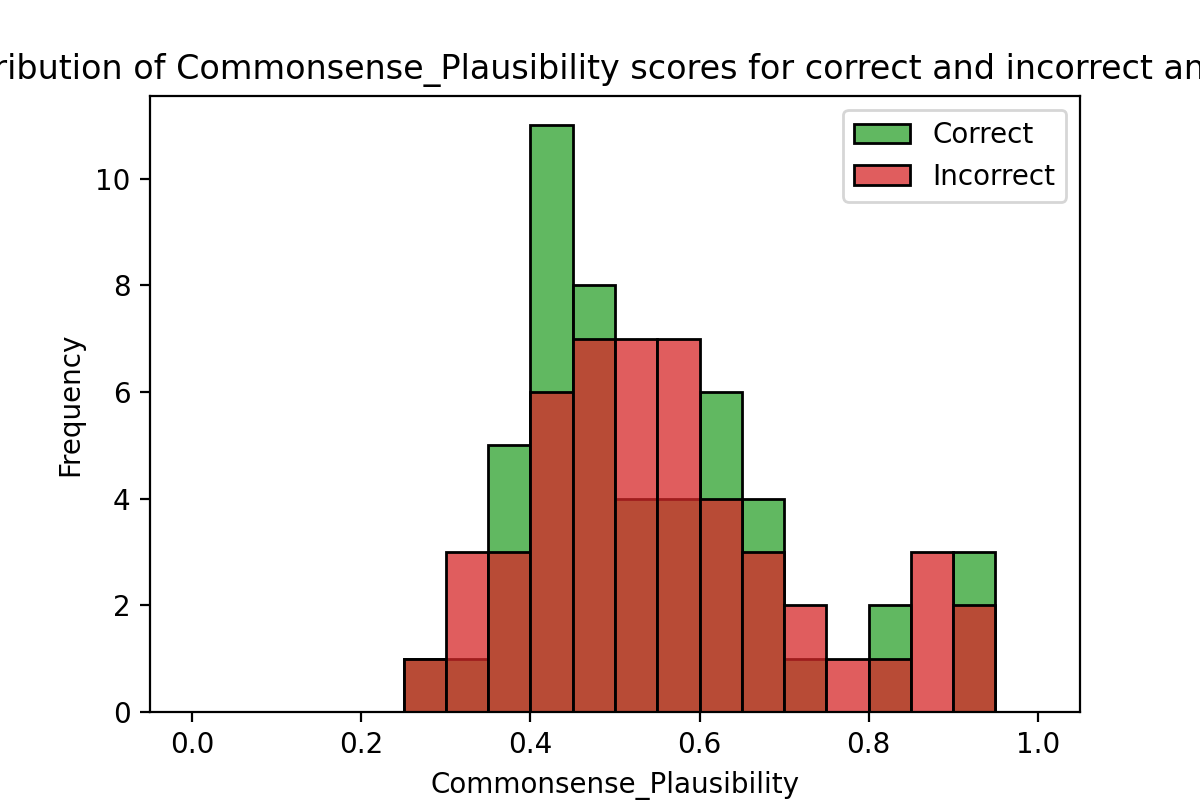 ribution of Commonsense_Plausibility scores for correct and incorrect an
Correct
Incorrect
10
8
6
4
2
0
Frequency
0.0 0.2 0.4 0.6 0.8 1.0
Commonsense_Plausibility